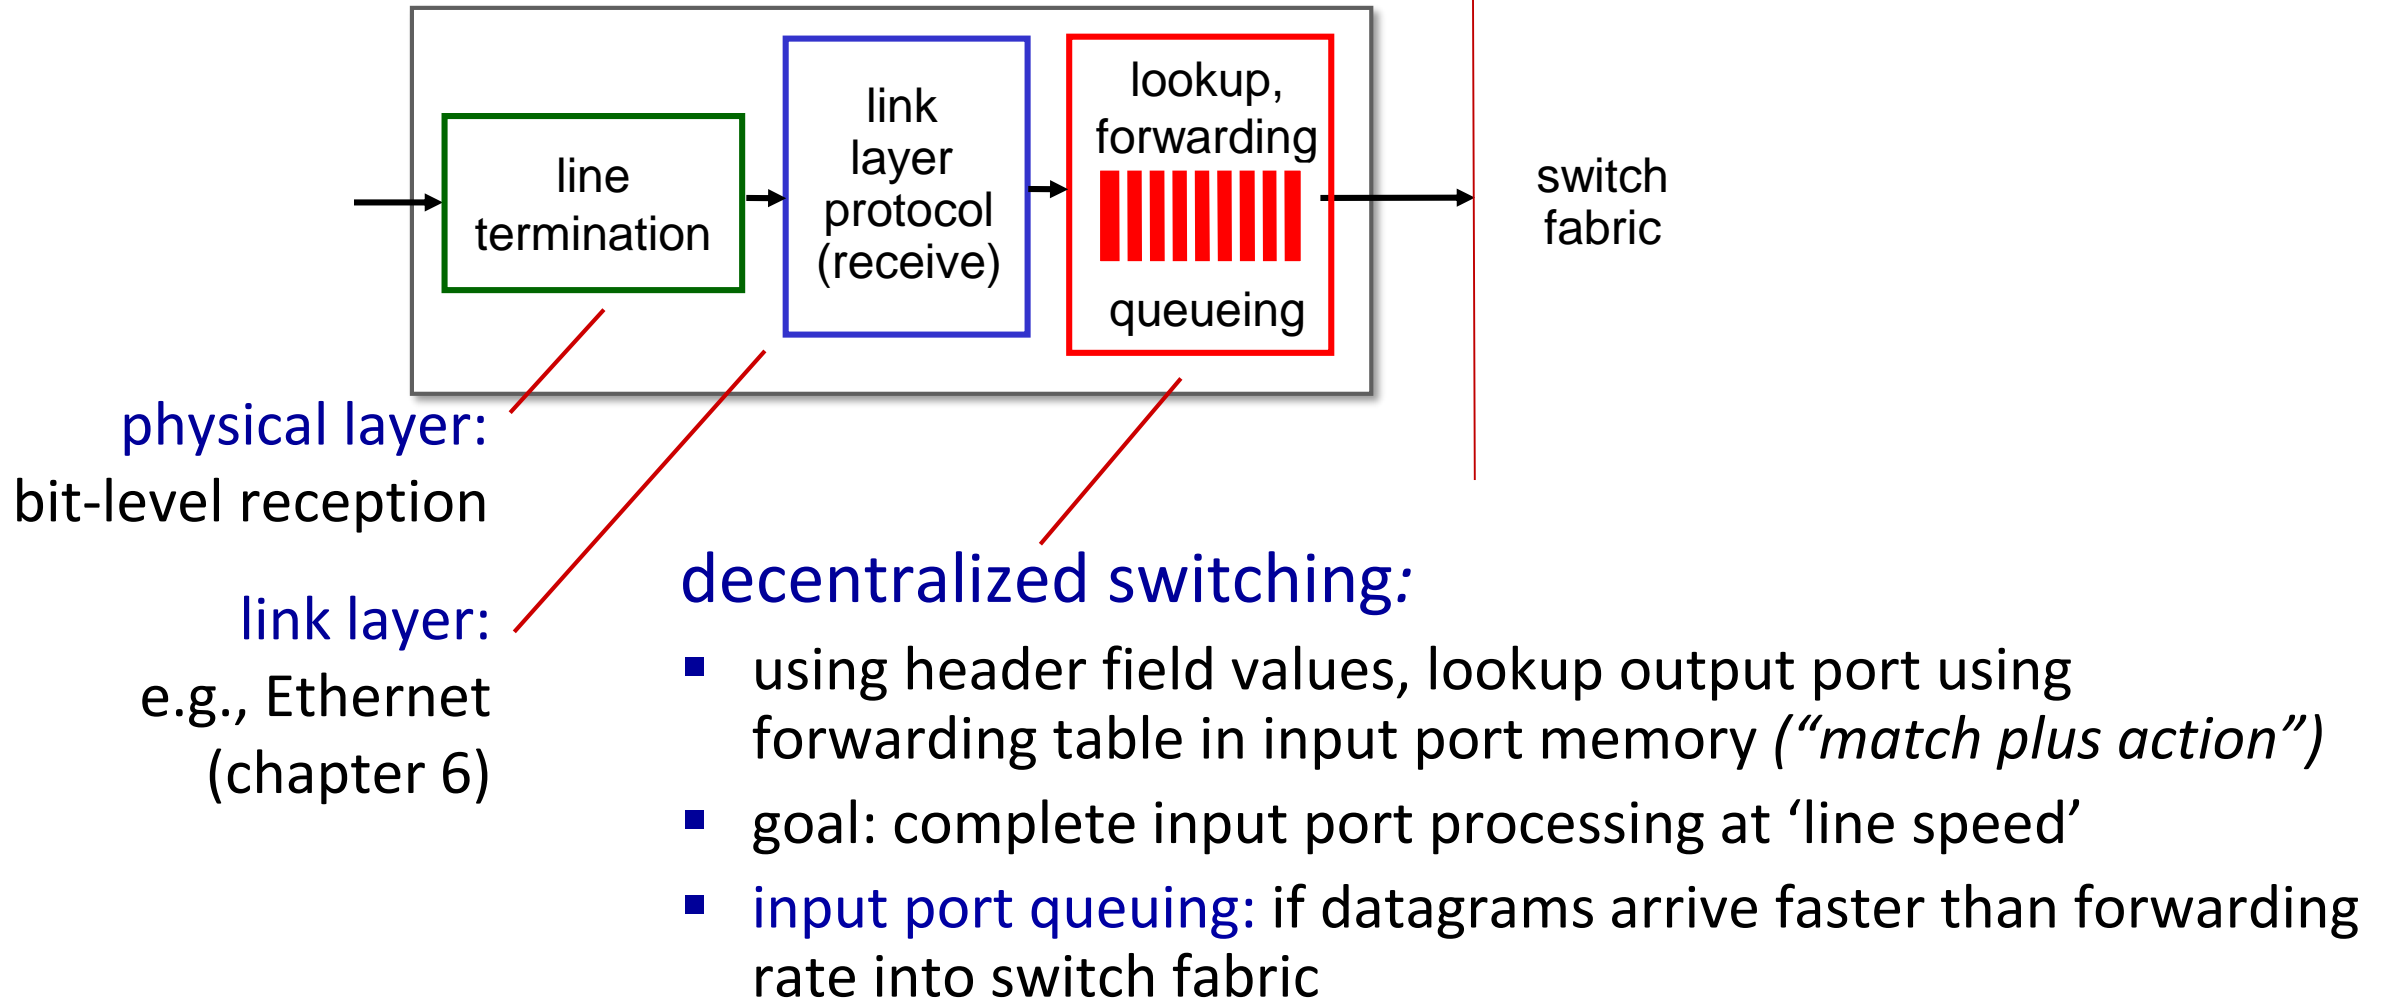 line
termination
link
layer
protocol
(receive)
lookup,
forwarding
queueing
switch
fabric
physical layer:
bit-level reception
link layer:
e.g., Ethernet
(chapter 6)
decentralized switching:
using header field values, lookup output port using
forwarding table in input port memory (“match plus action”)
goal: complete input port processing at ‘line speed’
input port queuing: if datagrams arrive faster than forwarding
rate into switch fabric